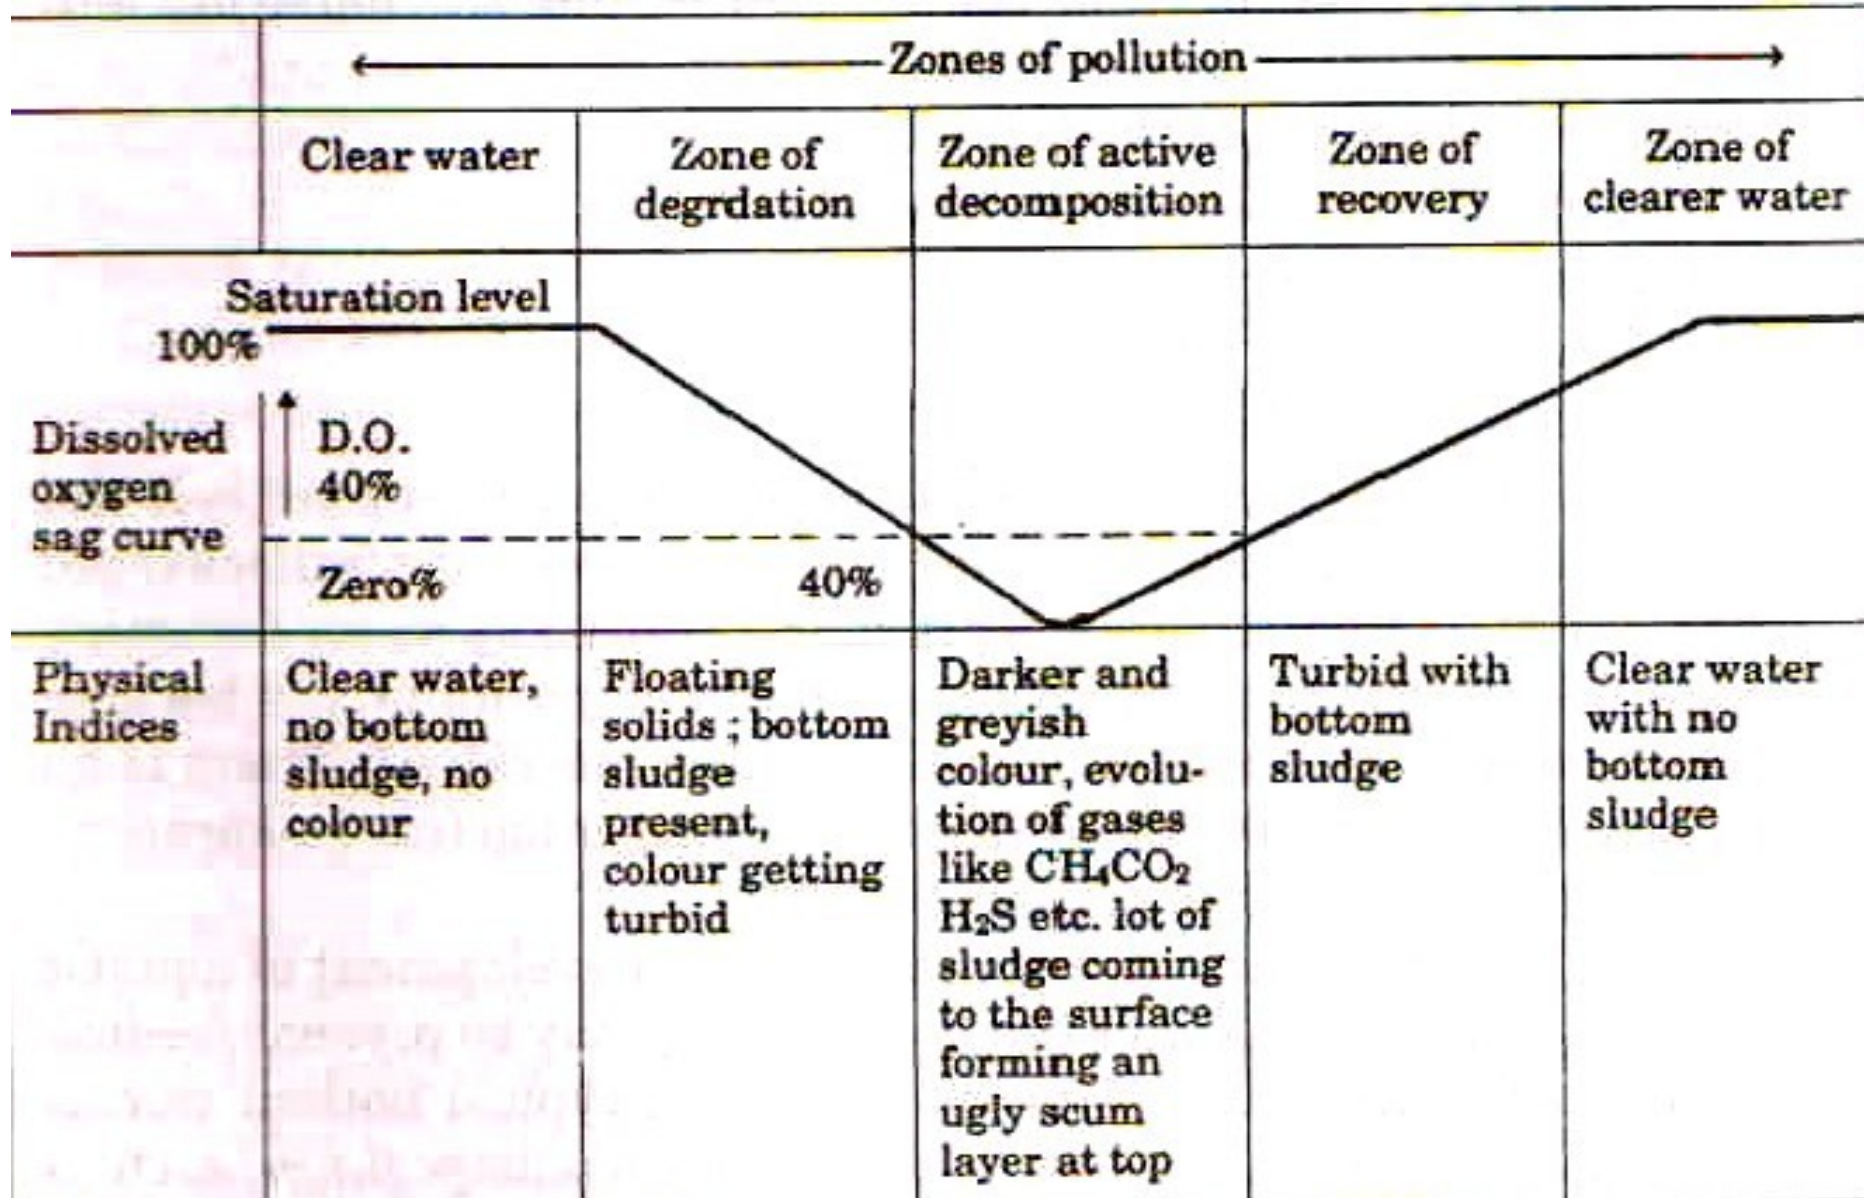 Zones of pollution
Clear water
Zone of
degrdation
Zone of active
decomposition
Zone of
recovery
Zone of
clearer water
Saturation level
100%
Dissolved
oxygen
sag curve
D.O.
40%
Zero%
40%
Physical
Indices
Clear water,
no bottom
sludge, no
colour
Floating
solids ; bottom
sludge
present,
colour getting
turbid
Darker and
greyish
colour, evolu-
tion of gases
like CH₄CO₂
H₂S etc. lot of
sludge coming
to the surface
forming an
ugly scum
layer at top
Turbid with
bottom
sludge
Clear water
with no
bottom
sludge